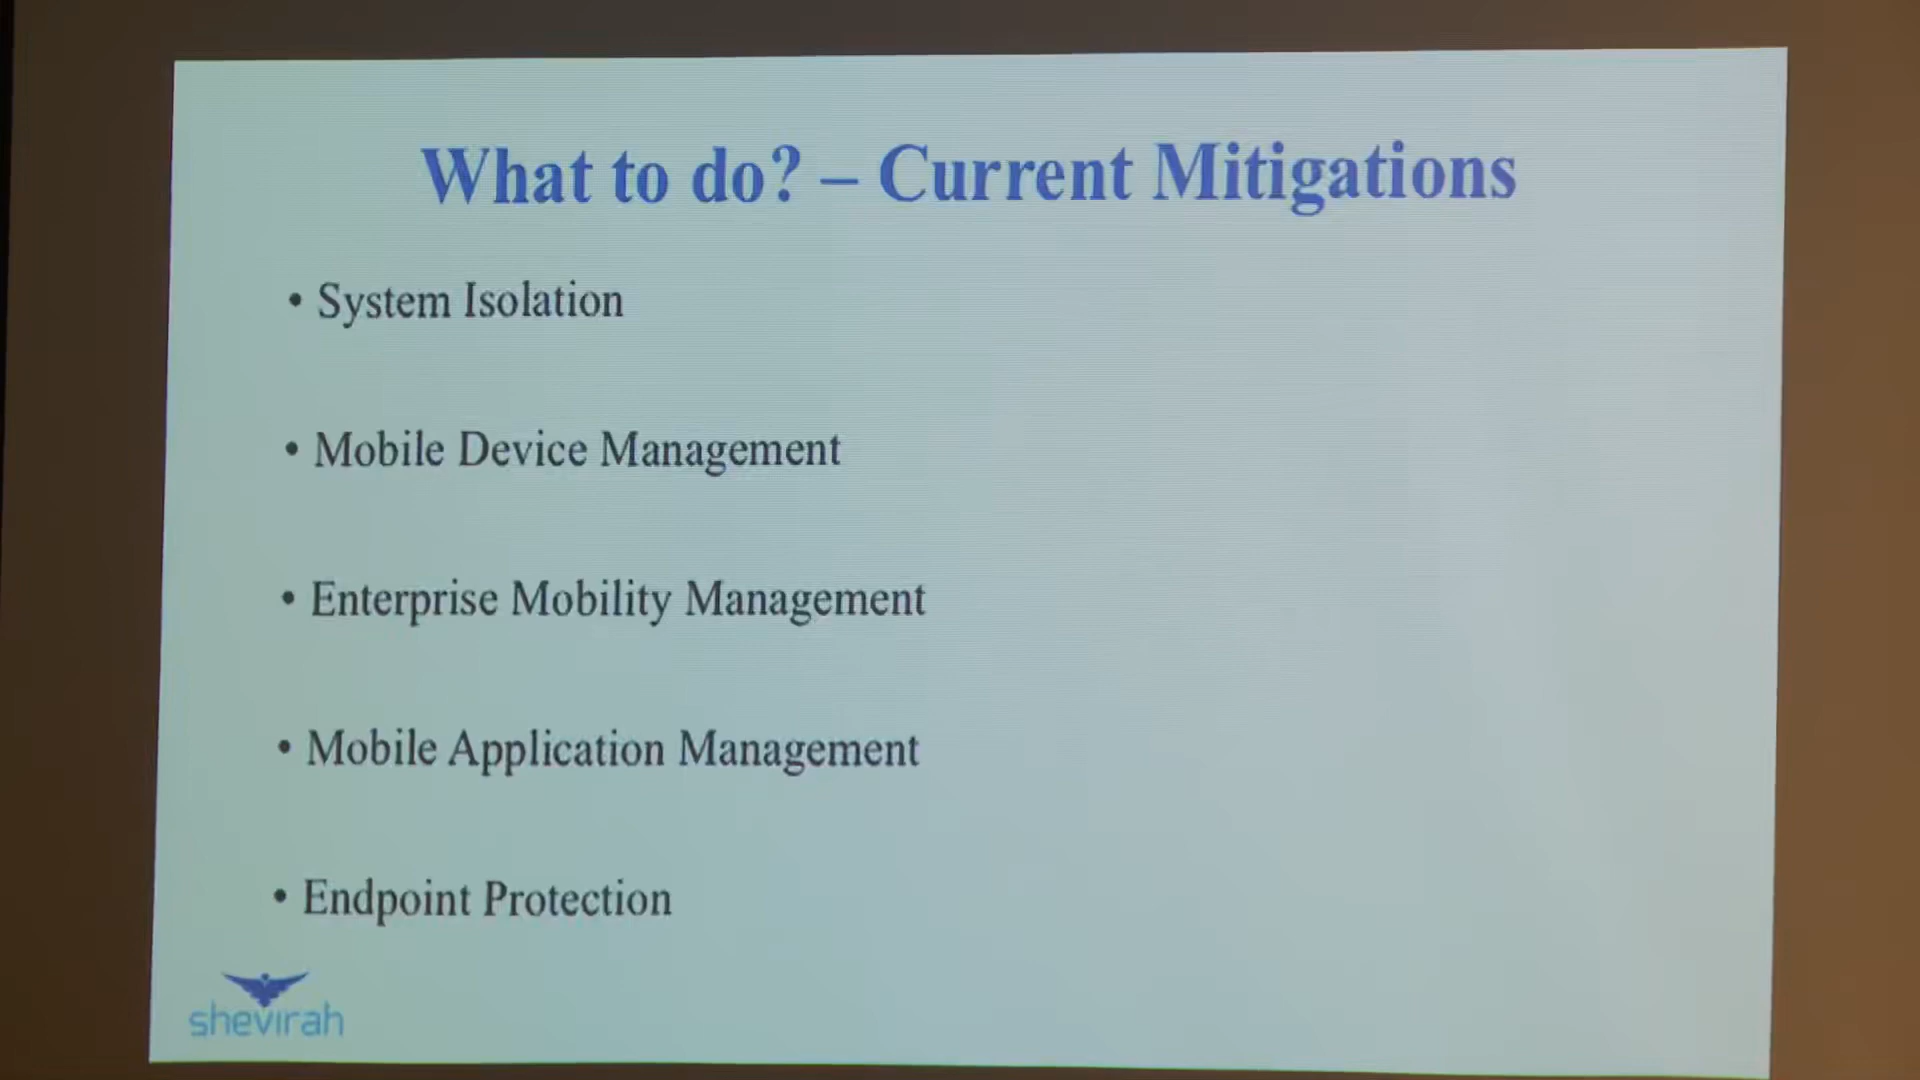 What to do? – Current Mitigations
• System Isolation
• Mobile Device Management
• Enterprise Mobility Management
• Mobile Application Management
• Endpoint Protection
shevirah